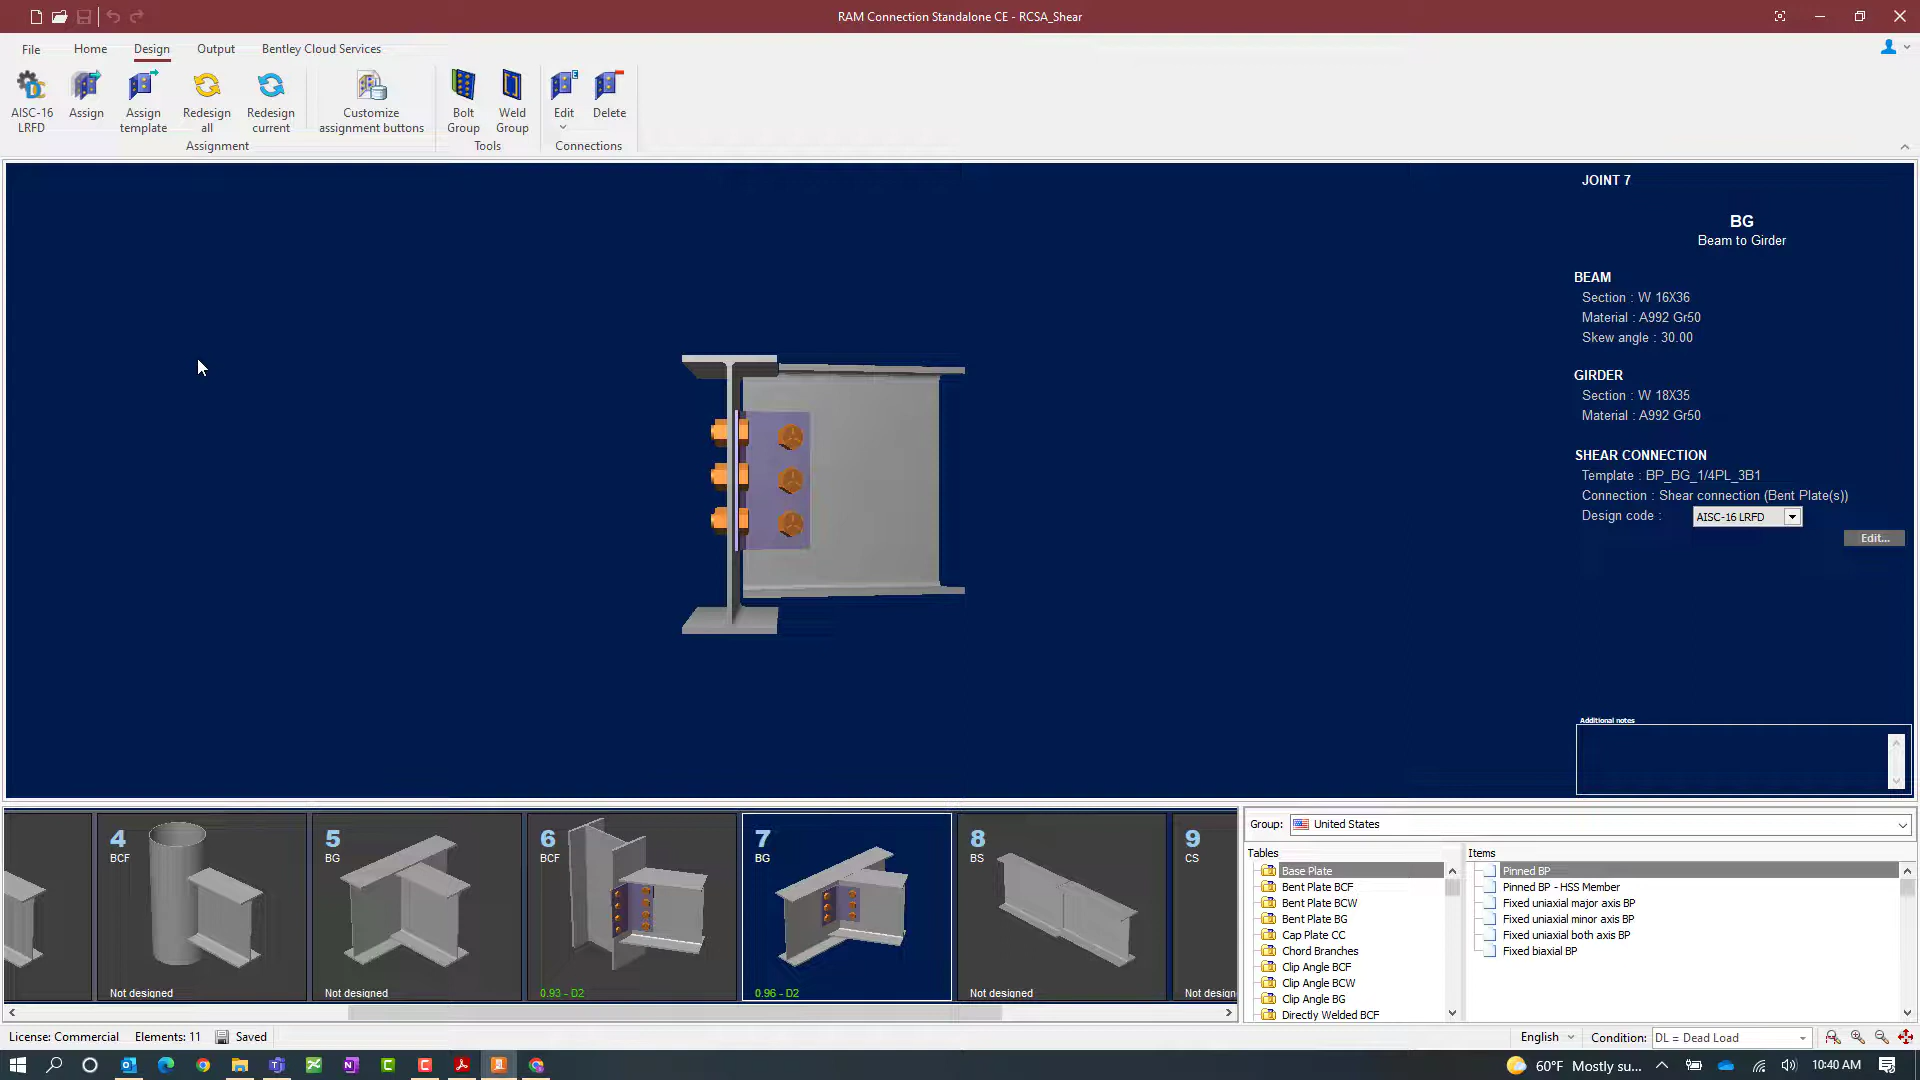 RAM Connection Standalone CE - RCSA_Shear
File Home Design Output Bentley Cloud Services
AISC-16
LRFD
Assign
Assign
template
Redesign
all
Redesign
current
Customize
assignment buttons
Bolt
Group
Weld
Group
Edit
Delete
Assignment
Tools
Connections
JOINT 7
BG
Beam to Girder
BEAM
Section : W 16X36
Material : A992 Gr50
Skew angle : 30.00
GIRDER
Section : W 18X35
Material : A992 Gr50
SHEAR CONNECTION
Template : BP_BG_1/4PL_3B1
Connection : Shear connection (Bent Plate(s))
Design code : AISC-16 LRFD
Edit...
Additional notes
4
BCF
Not designed
5
BG
Not designed
6
BCF
0.93 - D2
7
BG
0.96 - D2
8
BS
Not designed
9
CS
Not design
Group: United States
Tables
Base Plate
Bent Plate BCF
Bent Plate BCW
Bent Plate BG
Cap Plate CC
Chord Branches
Clip Angle BCF
Clip Angle BCW
Clip Angle BG
Directly Welded BCF
Items
Pinned BP
Pinned BP - HSS Member
Fixed uniaxial major axis BP
Fixed uniaxial minor axis BP
Fixed uniaxial both axis BP
Fixed biaxial BP
License: Commercial Elements: 11 Saved
English Condition: DL = Dead Load
60°F Mostly su... 10:40 AM